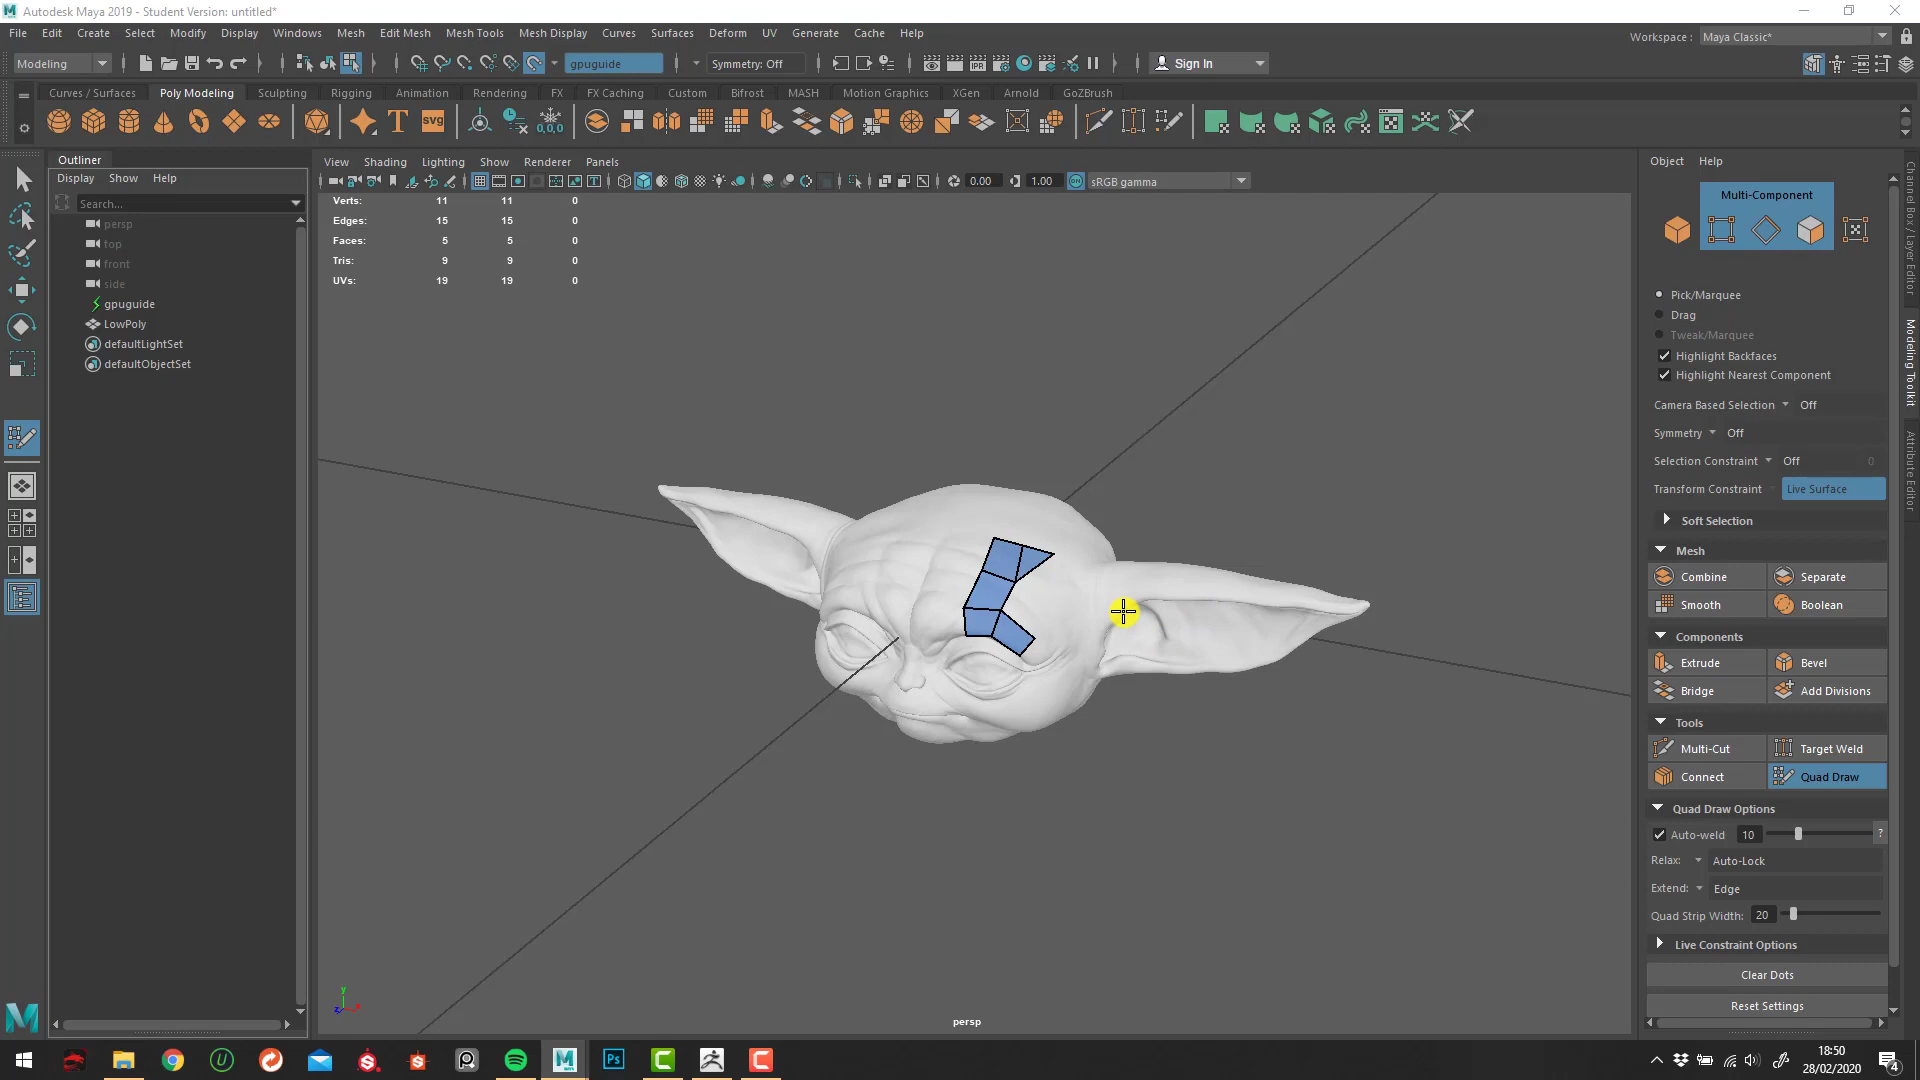 Autodesk Maya 2019 - Student Version: untitled*
File Edit Create Select Modify Display Windows Mesh Edit Mesh Mesh Tools Mesh Display Curves Surfaces Deform UV Generate Cache Help
Workspace : Maya Classic*
Modeling gpuguide Symmetry: Off Sign In
Curves / Surfaces Poly Modeling Sculpting Rigging Animation Rendering FX FX Caching Custom Bifrost MASH Motion Graphics XGen Arnold GoZBrush
T svg 0,0,0
Outliner
Display Show Help
Search...
persp
top
front
side
gpuguide
LowPoly
defaultLightSet
defaultObjectSet
View Shading Lighting Show Renderer Panels
0.00 1.00 sRGB gamma
Verts: 11 11 0
Edges: 15 15 0
Faces: 5 5 0
Tris: 9 9 0
UVs: 19 19 0
persp
Object Help
Multi-Component
Pick/Marquee
Drag
Tweak/Marquee
Highlight Backfaces
Highlight Nearest Component
Camera Based Selection Off
Symmetry Off
Selection Constraint Off 0
Transform Constraint Live Surface
Soft Selection
Mesh
Combine Separate
Smooth Boolean
Components
Extrude Bevel
Bridge Add Divisions
Tools
Multi-Cut Target Weld
Connect Quad Draw
Quad Draw Options
Auto-weld 10 ?
Relax: Auto-Lock
Extend: Edge
Quad Strip Width: 20
Live Constraint Options
Clear Dots
Reset Settings
Channel Box / Layer Editor
Modeling Toolkit
Attribute Editor
18:50
28/02/2020
4